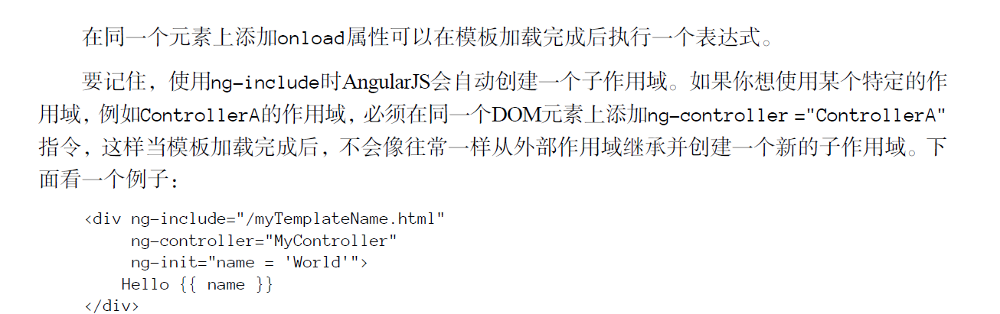 在同一个元素上添加onload属性可以在模板加载完成后执行一个表达式。
要记住，使用ng-include时AngularJS会自动创建一个子作用域。如果你想使用某个特定的作
用域，例如ControllerA的作用域，必须在同一个DOM元素上添加ng-controller ="ControllerA"
指令，这样当模板加载完成后，不会像往常一样从外部作用域继承并创建一个新的子作用域。下
面看一个例子：
<div ng-include="/myTemplateName.html"
ng-controller="MyController"
ng-init="name = 'World'">
Hello {{ name }}
</div>